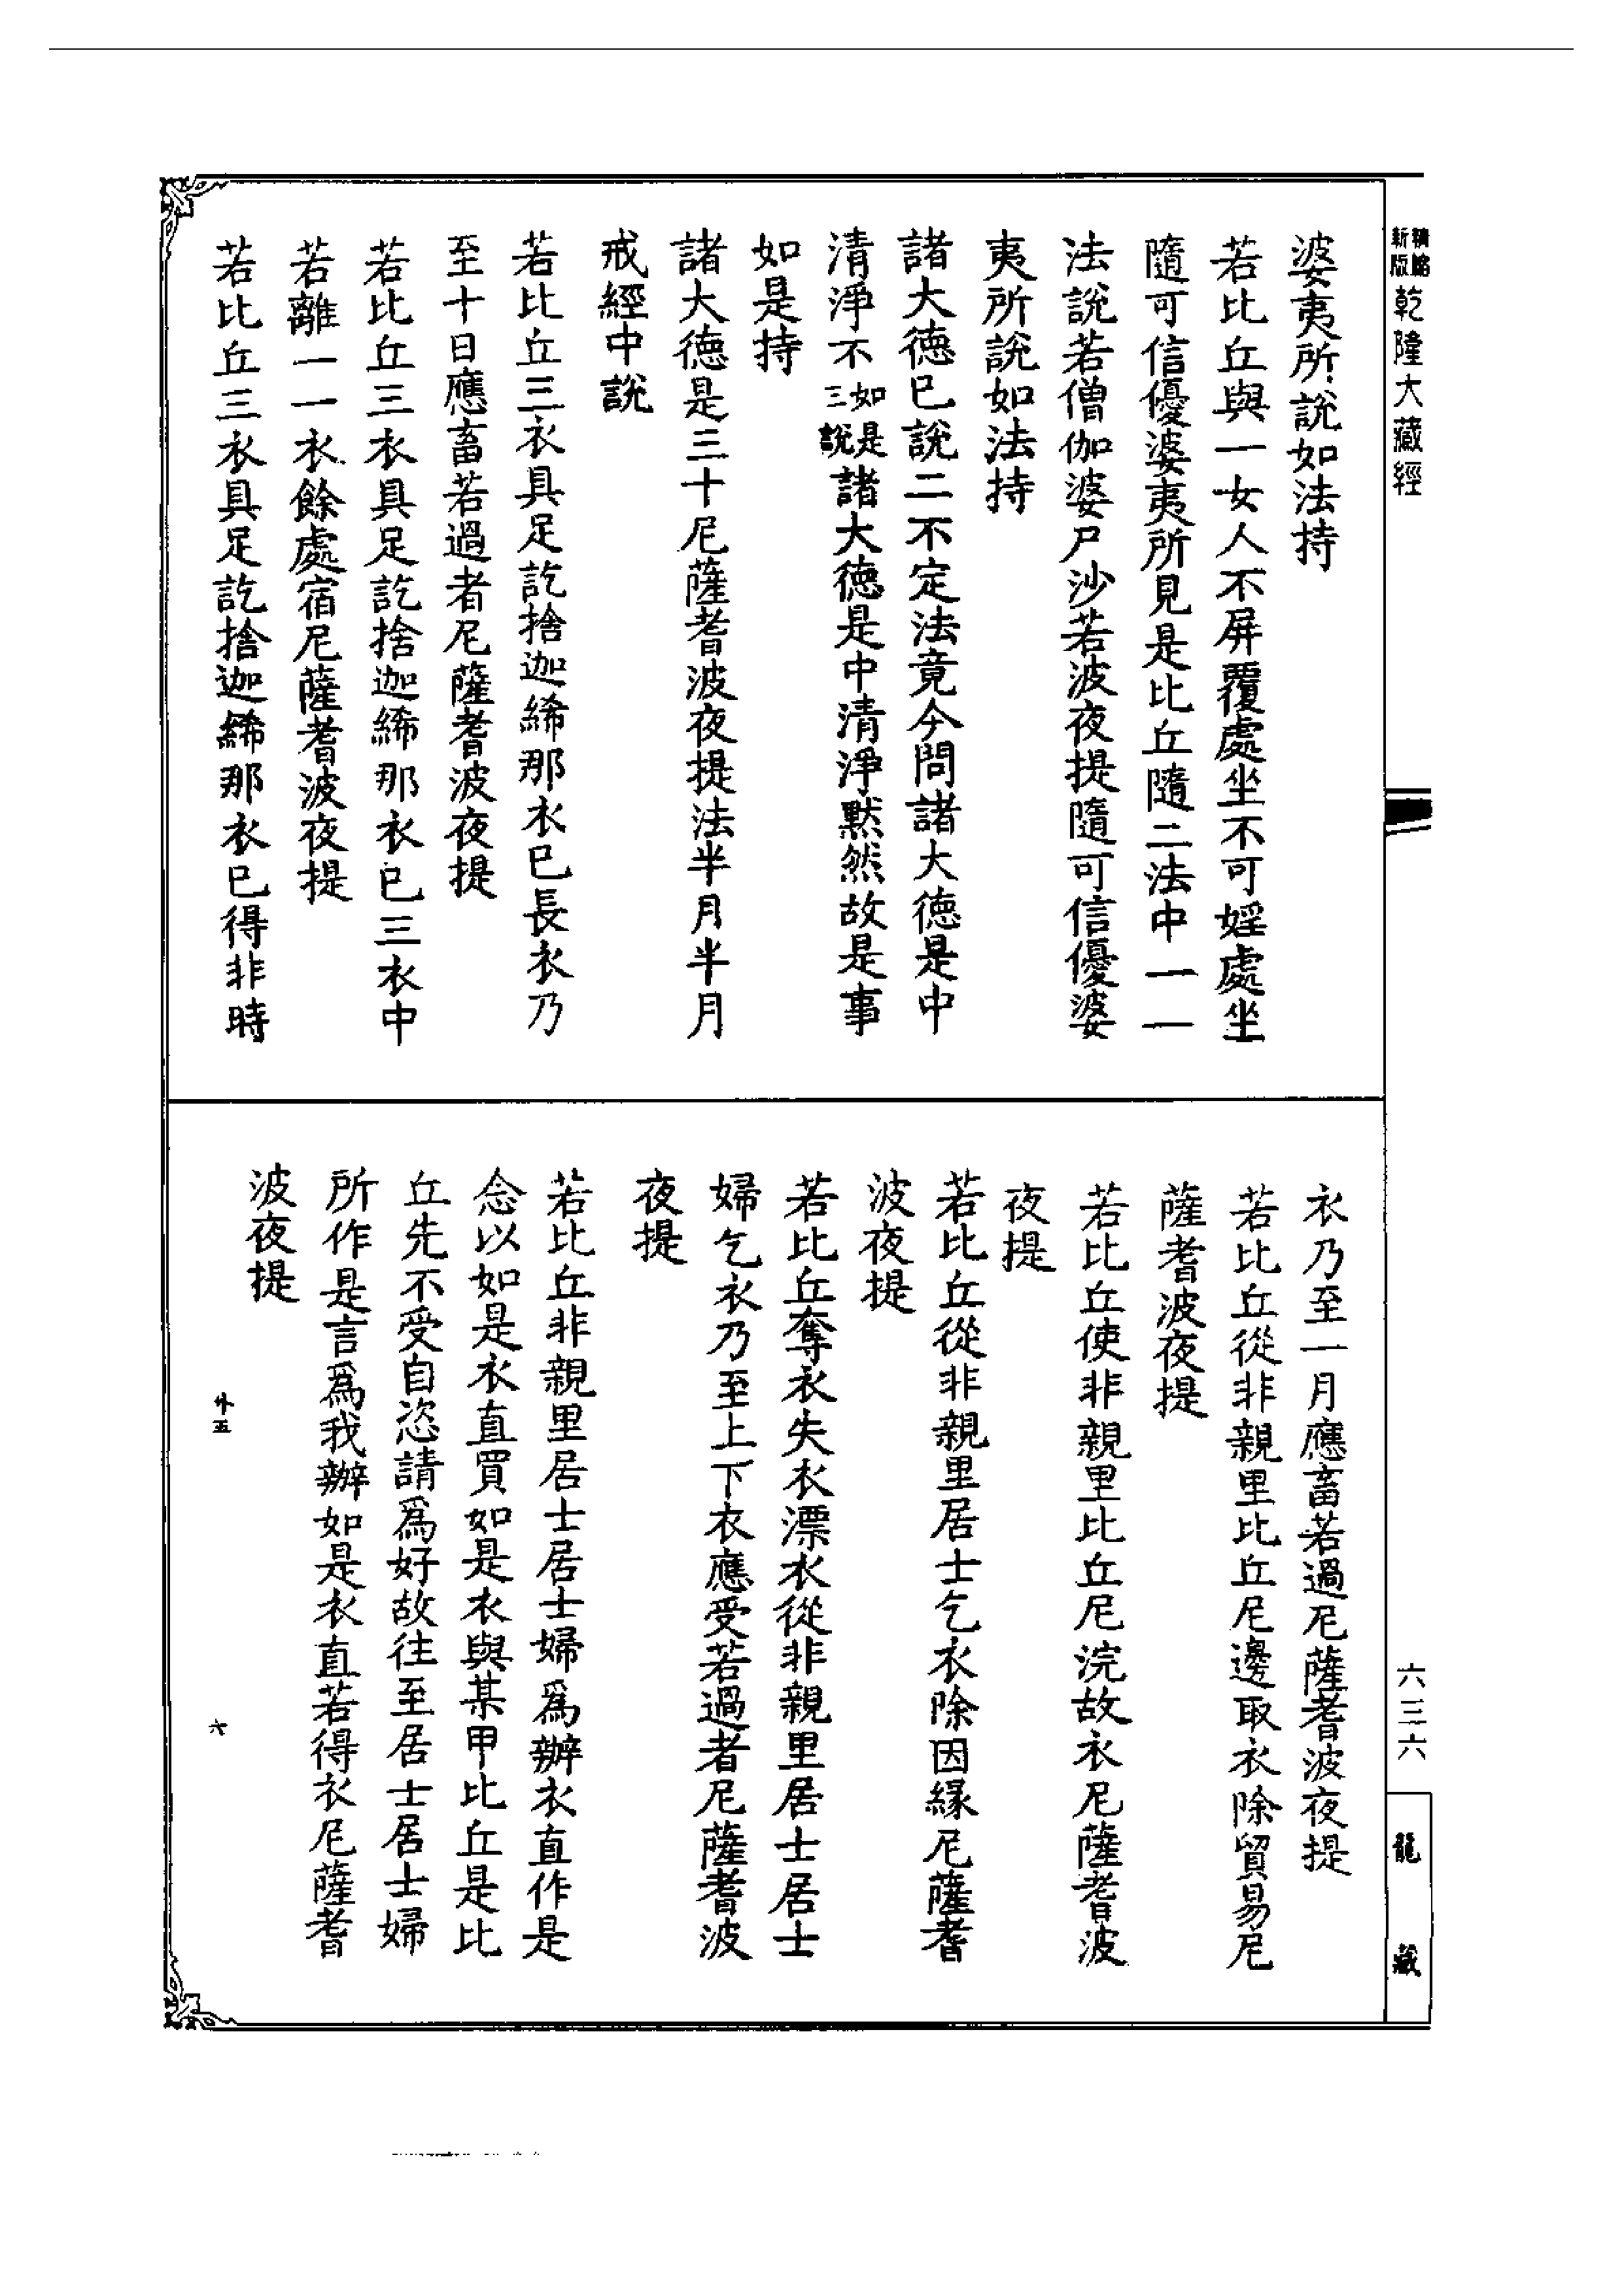 新版精縮乾隆大藏經
婆夷所說如法持
若比丘與一女人不屏覆處坐不可婬處坐
隨可信優婆夷所見是比丘隨二法中一一
法說若僧伽婆尸沙若波夜提隨可信優婆
夷所說如法持
諸大德已說二不定法竟今問諸大德是中
清淨不如是三說諸大德是中清淨默然故是事
如是持
諸大德是三十尼薩耆波夜提法半月半月
戒經中說
若比丘三衣具足訖捨迦絺那衣已長衣乃
至十日應畜若過者尼薩耆波夜提
若比丘三衣具足訖捨迦絺那衣已三衣中
若離一一衣餘處宿尼薩耆波夜提
若比丘三衣具足訖捨迦絺那衣已得非時
衣乃至一月應畜若過尼薩耆波夜提
若比丘從非親里比丘尼邊取衣除貿易尼
薩耆波夜提
若比丘使非親里比丘尼浣故衣尼薩耆波
夜提
若比丘從非親里居士乞衣除因緣尼薩耆
波夜提
若比丘奪衣失衣漂衣從非親里居士居士
婦乞衣乃至上下衣應受若過者尼薩耆波
夜提
若比丘非親里居士居士婦爲辦衣直作是
念以如是衣直買如是衣與某甲比丘是比
丘先不受自恣請爲好故往至居士居士婦
所作是言爲我辦如是衣直若得衣尼薩耆
波夜提
外五
六
六三六
龍藏